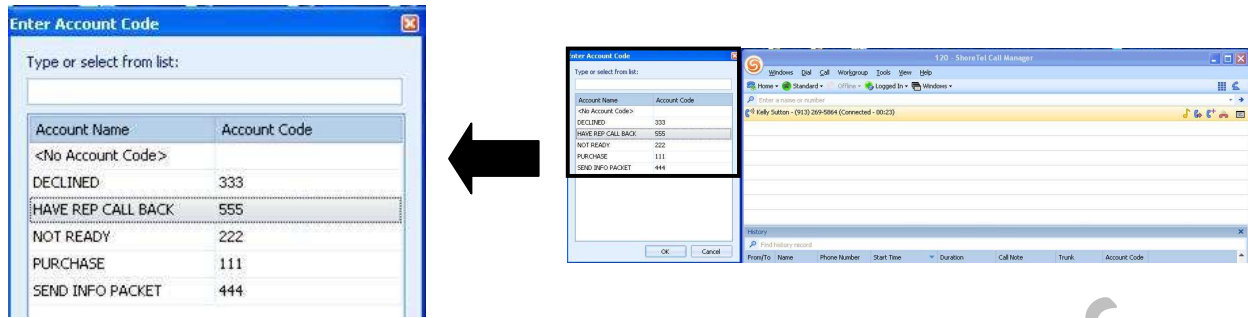 Enter Account Code
Type or select from list:
Account Name Account Code
<No Account Code>
DECLINED 333
HAVE REP CALL BACK 555
NOT READY 222
PURCHASE 111
SEND INFO PACKET 444
Enter Account Code
Type or select from list:
Account Name Account Code
<No Account Code>
DECLINED 333
HAVE REP CALL BACK 555
NOT READY 222
PURCHASE 111
SEND INFO PACKET 444
OK Cancel
120 - ShoreTel Call Manager
Windows Dial Call Workgroup Tools View Help
Home Standard Offline Logged In Windows
Enter a name or number
Kelly Sutton - (913) 269-5864 (Connected - 00:23)
History
Find history record
From/To Name Phone Number Start Time Duration Call Note Trunk Account Code